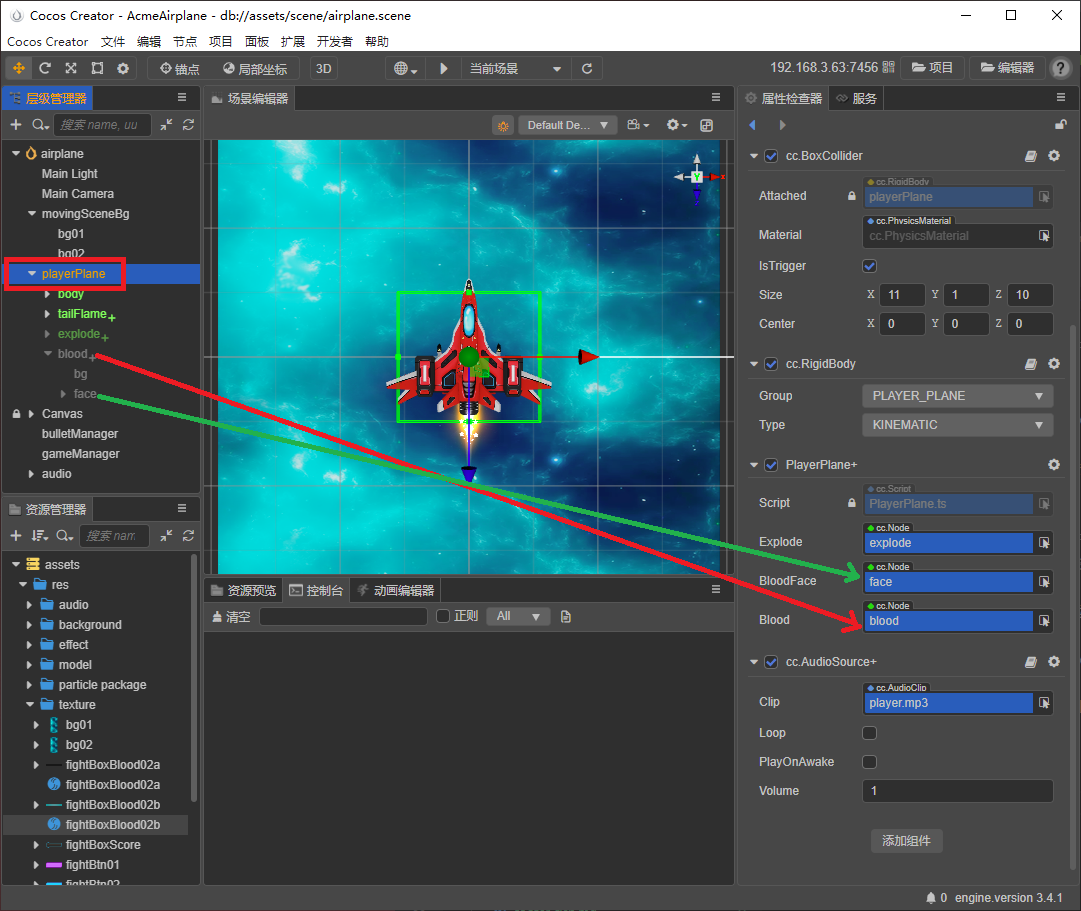 Cocos Creator - AcmeAirplane - db://assets/scene/airplane.scene
Cocos Creator 文件 编辑 节点 项目 面板 扩展 开发者 帮助
锚点 局部坐标 3D 当前场景 192.168.3.63:7456 项目 编辑器 ?
层级管理器
搜索 name, uu
airplane
Main Light
Main Camera
movingSceneBg
bg01
bg02
playerPlane
body
tailFlame
explode
blood
bg
face
Canvas
bulletManager
gameManager
audio
资源管理器
搜索 nam
assets
res
audio
background
effect
model
particle package
texture
bg01
bg02
fightBoxBlood02a
fightBoxBlood02a
fightBoxBlood02b
fightBoxBlood02b
fightBoxScore
fightBtn01
fightBtn02
场景编辑器
Default De...
Y
X
资源预览 控制台 动画编辑器
清空 正则 All
属性检查器 服务
cc.BoxCollider
cc.RigidBody
Attached playerPlane
cc.PhysicsMaterial
Material cc.PhysicsMaterial
IsTrigger
Size X 11 Y 1 Z 10
Center X 0 Y 0 Z 0
cc.RigidBody
Group PLAYER_PLANE
Type KINEMATIC
PlayerPlane+
cc.Script
Script PlayerPlane.ts
cc.Node
Explode explode
cc.Node
BloodFace face
cc.Node
Blood blood
cc.AudioSource+
cc.AudioClip
Clip player.mp3
Loop
PlayOnAwake
Volume 1
添加组件
0 engine.version 3.4.1